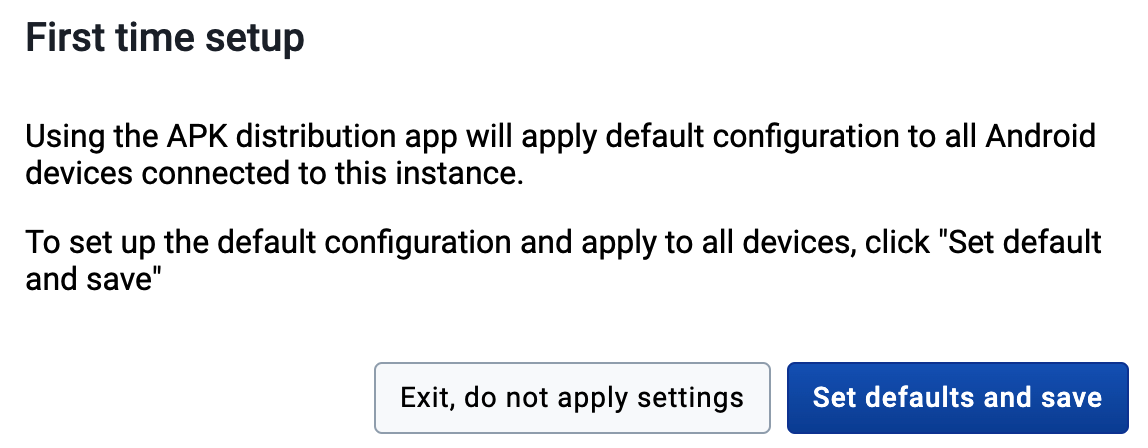 First time setup
Using the APK distribution app will apply default configuration to all Android
devices connected to this instance.
To set up the default configuration and apply to all devices, click "Set default
and save"
Exit, do not apply settings
Set defaults and save